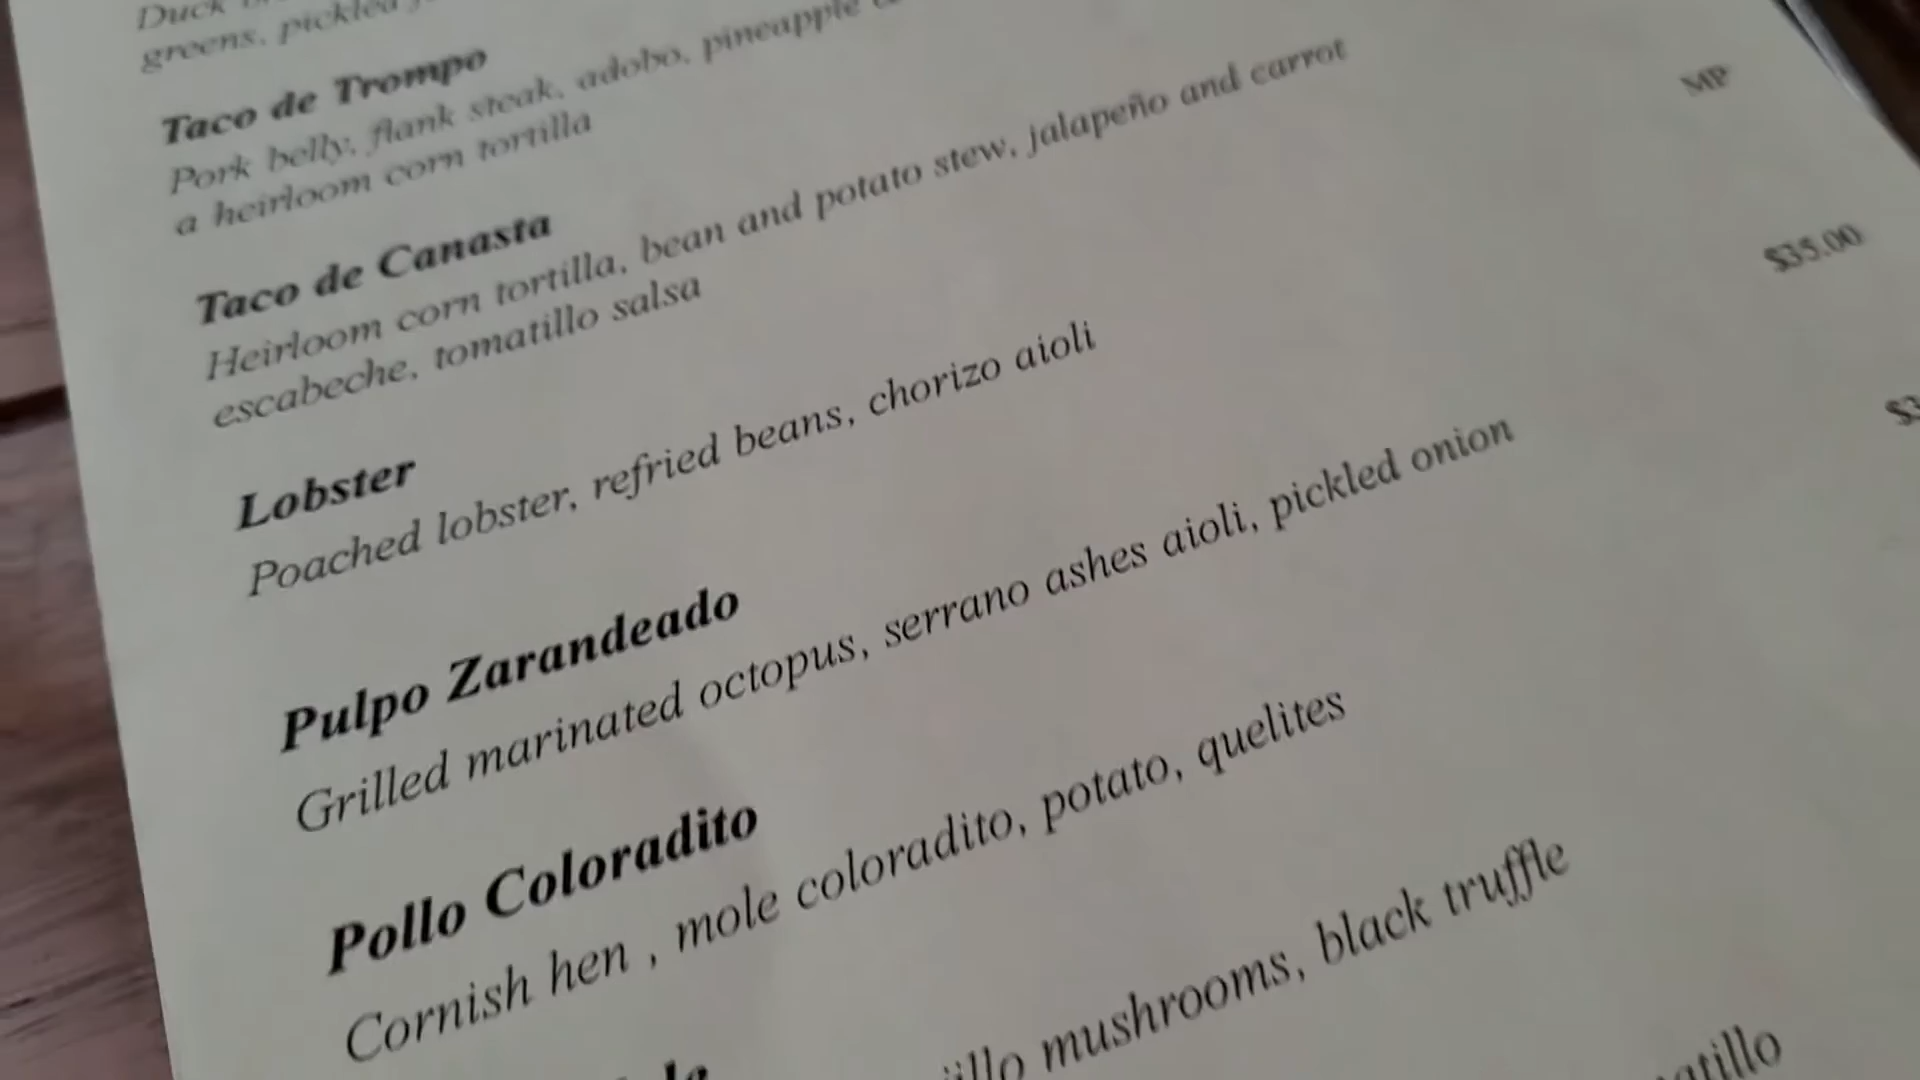 Duck
greens, pickled
Taco de Trompo
Pork belly, flank steak, adobo, pineapple
a heirloom corn tortilla
Taco de Canasta
Heirloom corn tortilla, bean and potato stew, jalapeño and carrot
escabeche, tomatillo salsa
Lobster MP
Poached lobster, refried beans, chorizo aioli
Pulpo Zarandeado $35.00
Grilled marinated octopus, serrano ashes aioli, pickled onion
Pollo Coloradito $3
Cornish hen , mole coloradito, potato, quelites
mushrooms, black truffle